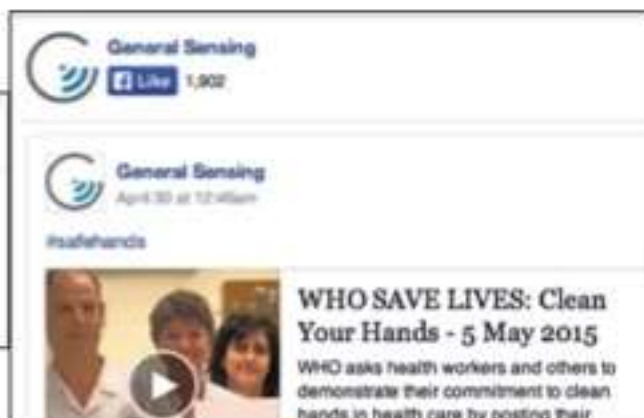 General Sensing
Like 1,902
General Sensing
April 30 at 12:46am
#safehands
WHO SAVE LIVES: Clean
Your Hands - 5 May 2015
WHO asks health workers and others to
demonstrate their commitment to clean
hands in health care by posting their